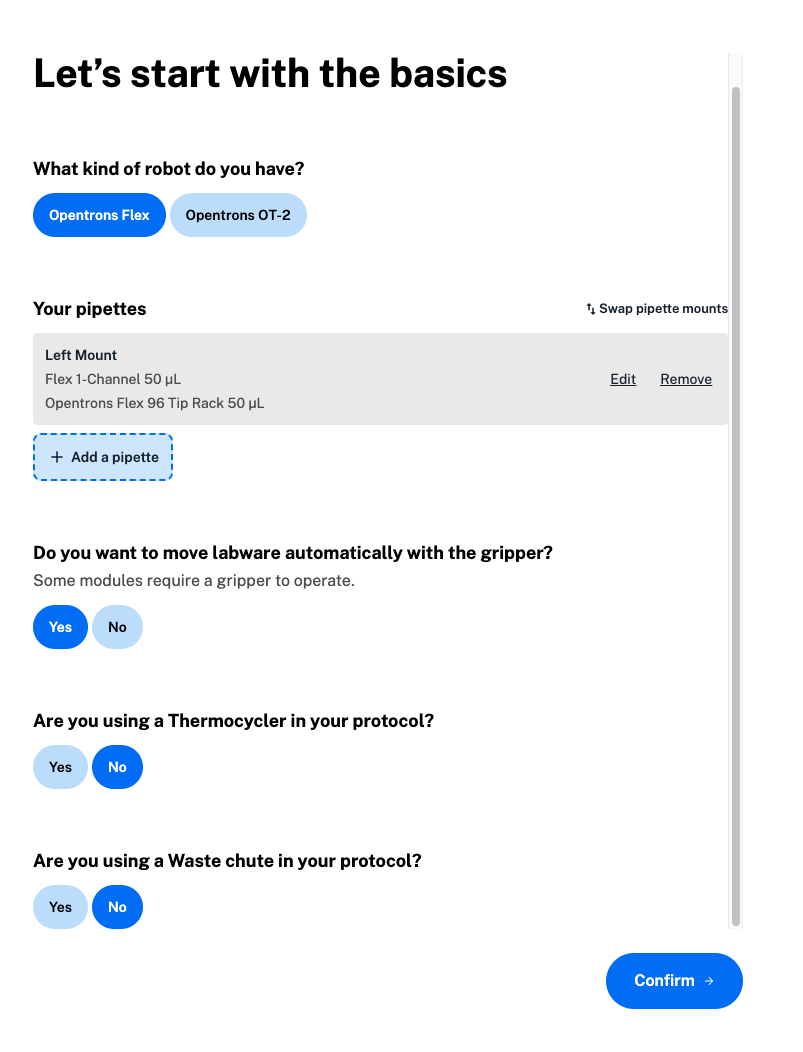 Let’s start with the basics
What kind of robot do you have?
Opentrons Flex
Opentrons OT-2
Your pipettes
Swap pipette mounts
Left Mount
Flex 1-Channel 50 µL
Opentrons Flex 96 Tip Rack 50 µL
Edit
Remove
Add a pipette
Do you want to move labware automatically with the gripper?
Some modules require a gripper to operate.
Yes
No
Are you using a Thermocycler in your protocol?
Yes
No
Are you using a Waste chute in your protocol?
Yes
No
Confirm